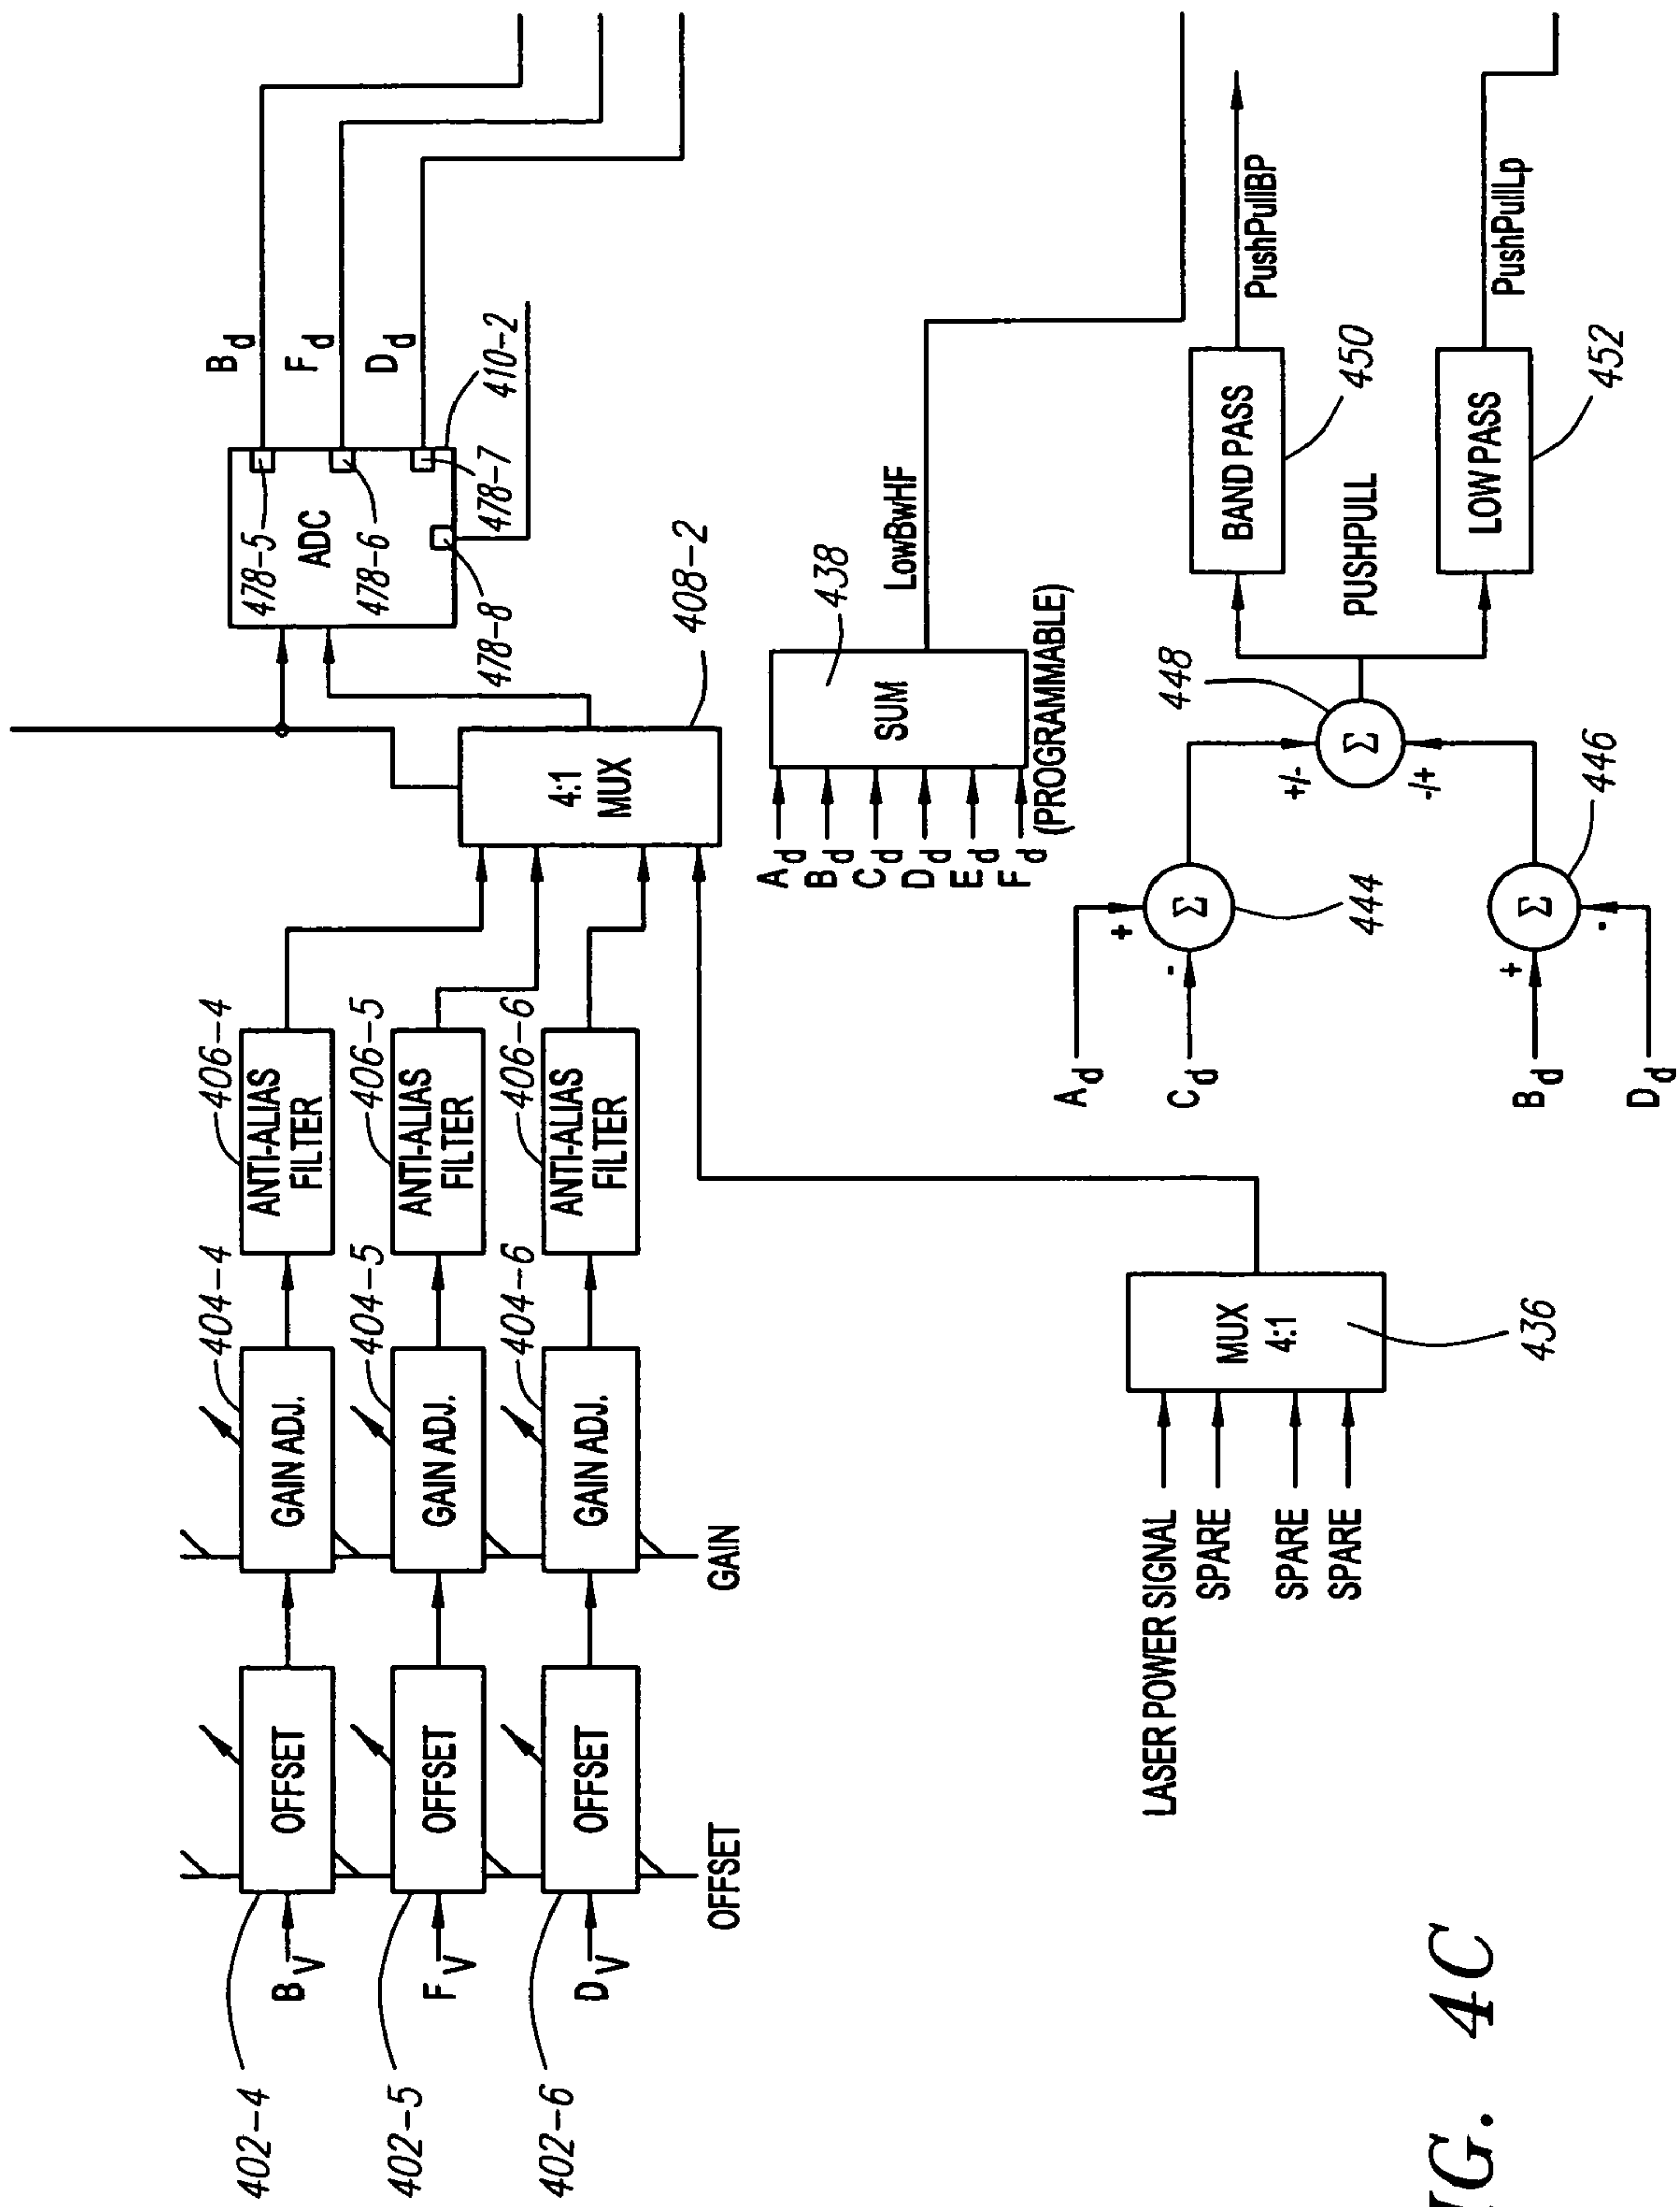 402-4
402-5
402-6
B_V
F_V
D_V
OFFSET
OFFSET
OFFSET
OFFSET
GAIN ADJ.
GAIN ADJ.
GAIN ADJ.
GAIN
404-4
404-5
404-6
ANTI-ALIAS
FILTER
ANTI-ALIAS
FILTER
ANTI-ALIAS
FILTER
406-4
406-5
406-6
4:1
MUX
408-2
ADC
478-5
478-6
478-8
478-7
410-2
B_d
F_d
D_d
LASER POWER SIGNAL
SPARE
SPARE
SPARE
MUX
4:1
436
A_d
B_d
C_d
D_d
E_d
F_d
(PROGRAMMABLE)
SUM
438
LowBwHF
A_d
C_d
+
-
Σ
444
B_d
D_d
+
-
Σ
446
+/-
-/+
Σ
448
PUSHPULL
BAND PASS
450
PushPullBP
LOW PASS
452
PushPullLp
IG. 4C